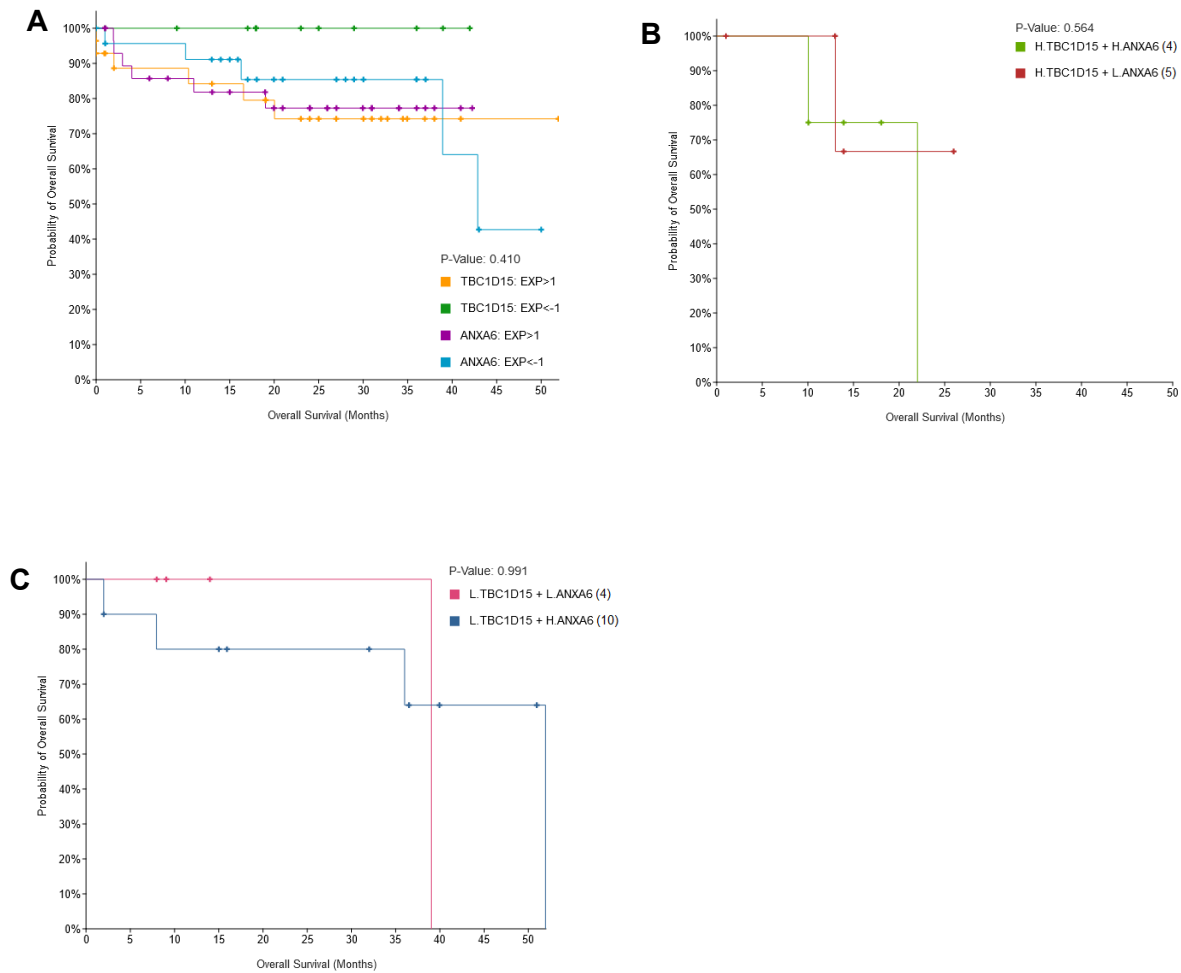 A
100%
90%
80%
70%
60%
50%
40%
30%
20%
10%
0%
Probability of Overall Survival
0 5 10 15 20 25 30 35 40 45 50
Overall Survival (Months)
P-Value: 0.410
TBC1D15: EXP>1
TBC1D15: EXP<-1
ANXA6: EXP>1
ANXA6: EXP<-1
B
100%
90%
80%
70%
60%
50%
40%
30%
20%
10%
0%
Probability of Overall Survival
0 5 10 15 20 25 30 35 40 45 50
Overall Survival (Months)
P-Value: 0.564
H.TBC1D15 + H.ANXA6 (4)
H.TBC1D15 + L.ANXA6 (5)
C
100%
90%
80%
70%
60%
50%
40%
30%
20%
10%
0%
Probability of Overall Survival
0 5 10 15 20 25 30 35 40 45 50
Overall Survival (Months)
P-Value: 0.991
L.TBC1D15 + L.ANXA6 (4)
L.TBC1D15 + H.ANXA6 (10)